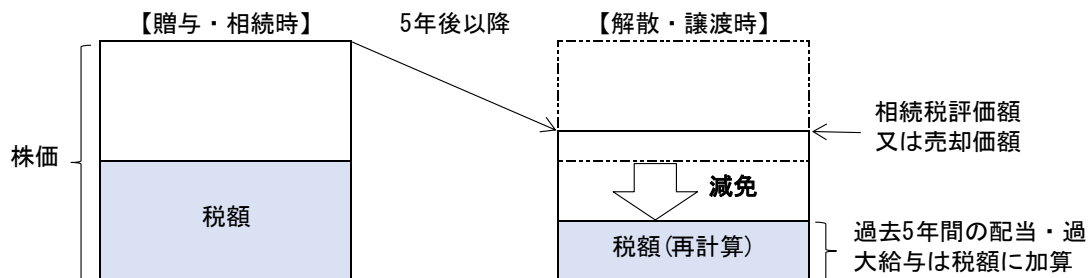 【贈与・相続時】
5年後以降
【解散・譲渡時】
株価
税額
相続税評価額
又は売却価額
減免
税額(再計算)
過去5年間の配当・過
大給与は税額に加算